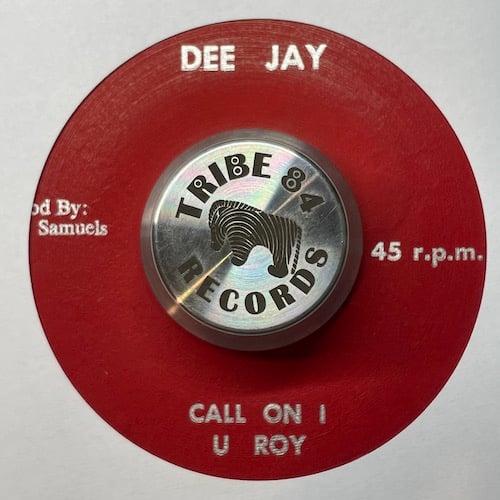 DEE JAY
TRIBE 84
RECORDS
od By:
Samuels
45 r.p.m.
CALL ON I
U ROY